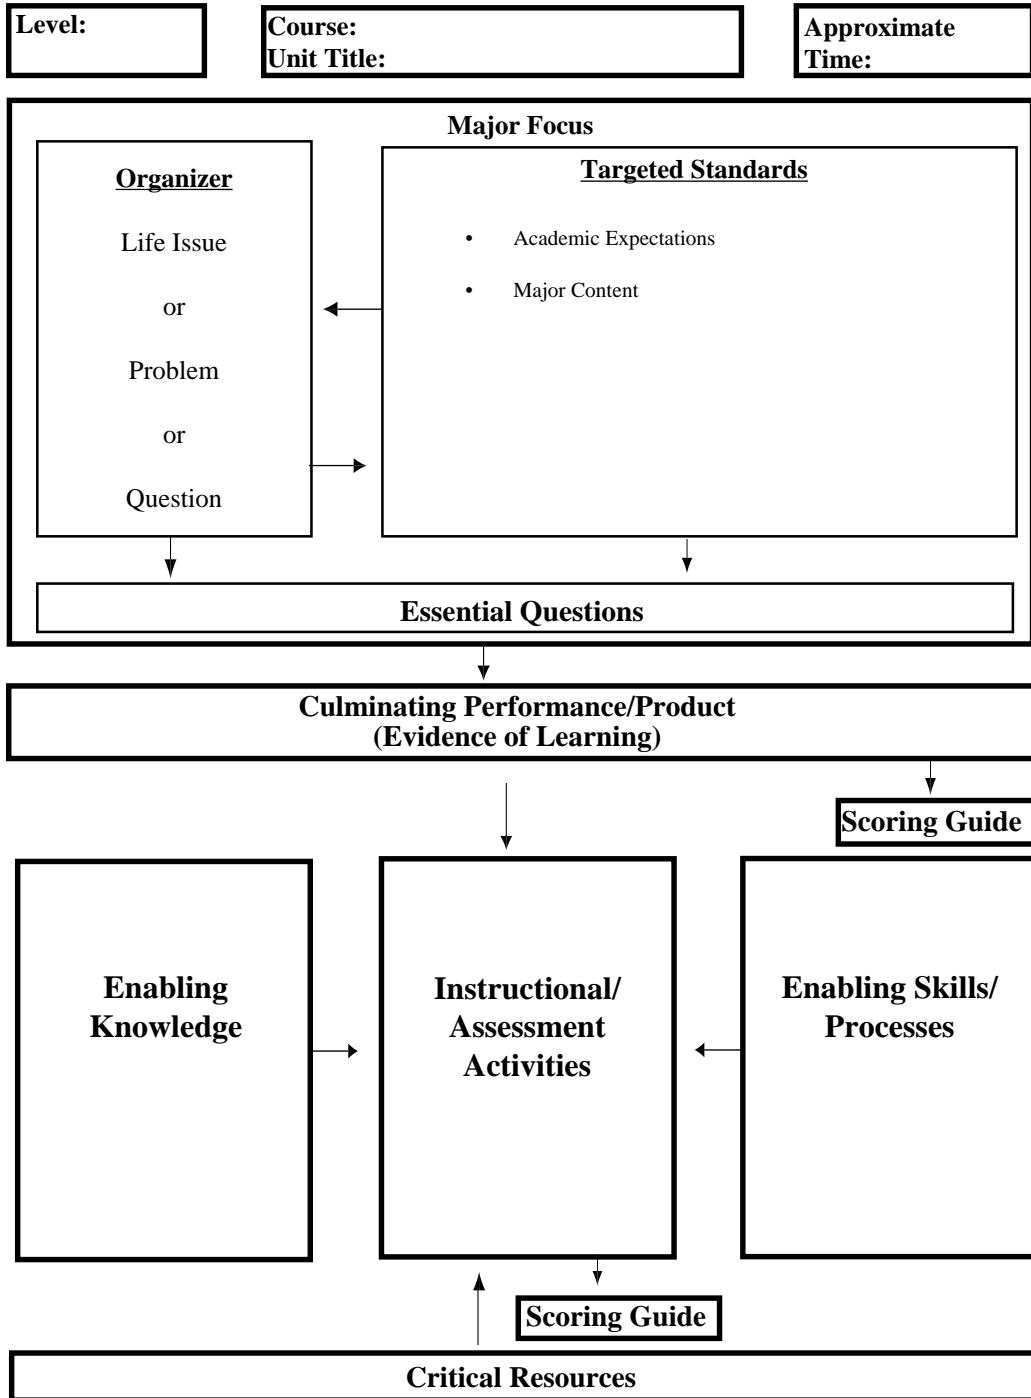 Level:
Course:
Unit Title:
Approximate
Time:
Major Focus
Organizer
Life Issue
or
Problem
or
Question
Targeted Standards
• Academic Expectations
• Major Content
Essential Questions
Culminating Performance/Product
(Evidence of Learning)
Scoring Guide
Enabling
Knowledge
Instructional/
Assessment
Activities
Enabling Skills/
Processes
Scoring Guide
Critical Resources